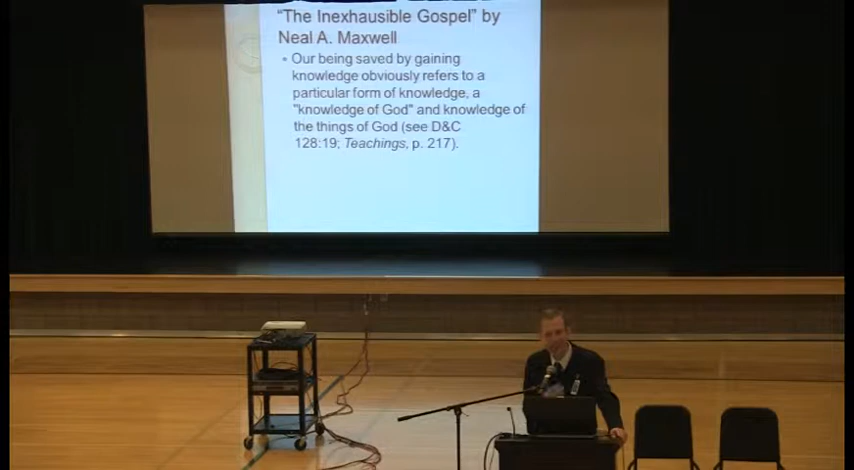 "The Inexhausible Gospel" by
Neal A. Maxwell
• Our being saved by gaining
knowledge obviously refers to a
particular form of knowledge, a
"knowledge of God" and knowledge of
the things of God (see D&C
128:19; Teachings, p. 217).